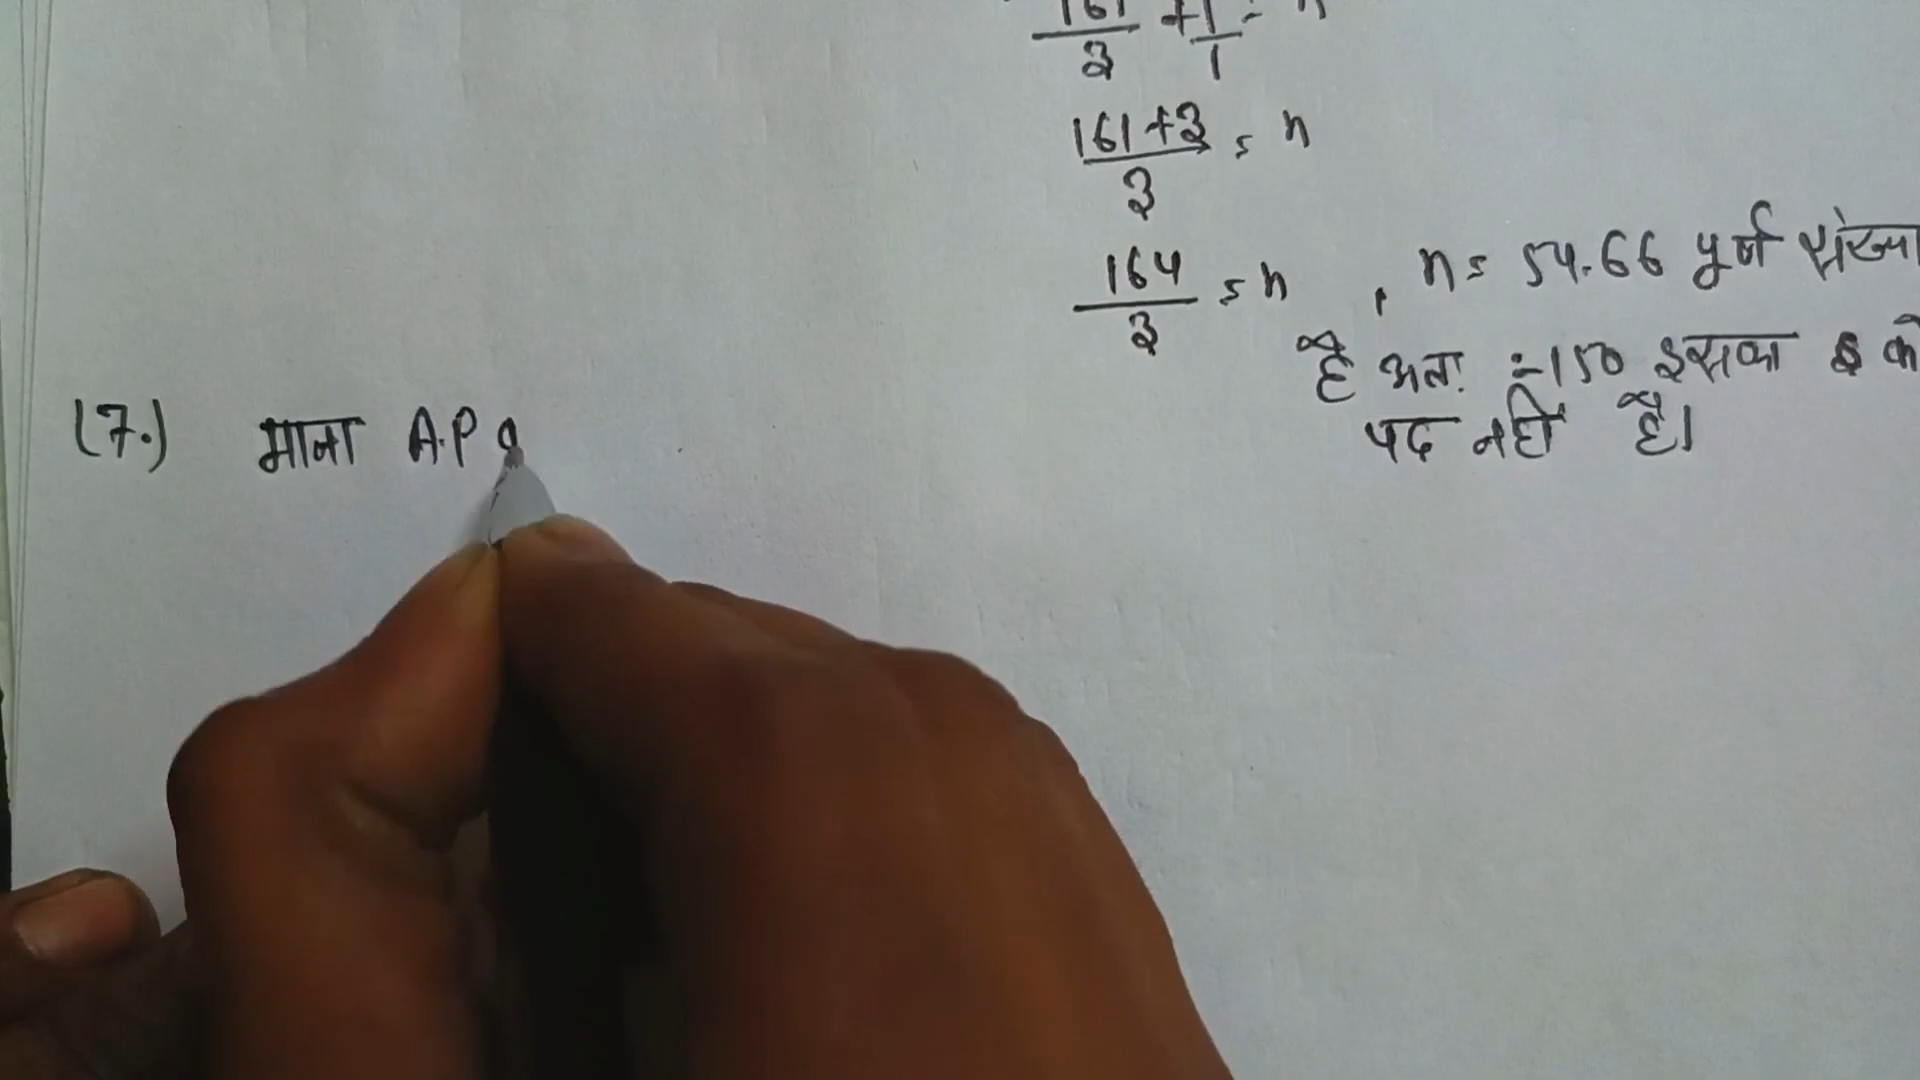 161/3 + 1/1 = n
161+3/3 = n
164/3 = n , n = 54.66 पूर्ण संख्या
है अतः -150 इसका को
पद नहीं है।
(7.) माना A.P